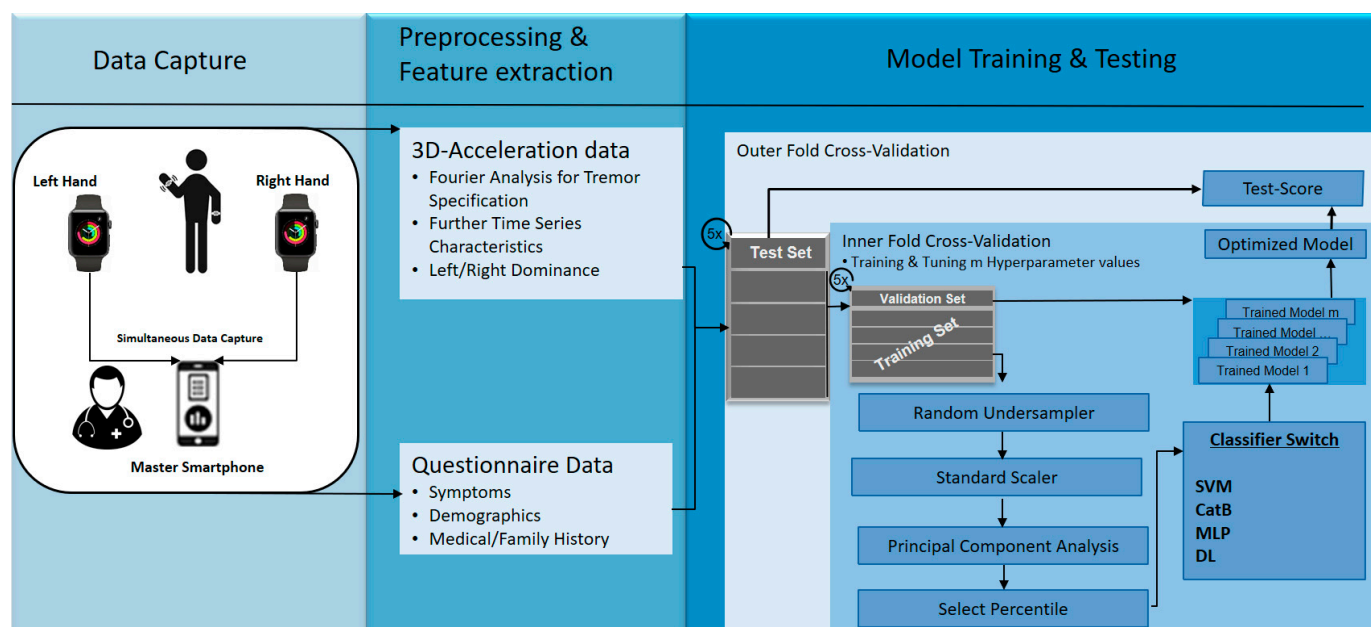 Data Capture
Preprocessing &
Feature extraction
Model Training & Testing
Left Hand
Right Hand
Simultaneous Data Capture
Master Smartphone
3D-Acceleration data
• Fourier Analysis for Tremor
Specification
• Further Time Series
Characteristics
• Left/Right Dominance
Questionnaire Data
• Symptoms
• Demographics
• Medical/Family History
Outer Fold Cross-Validation
5x
Test Set
Inner Fold Cross-Validation
• Training & Tuning m Hyperparameter values
5x
Validation Set
Training Set
Random Undersampler
Standard Scaler
Principal Component Analysis
Select Percentile
Classifier Switch
SVM
CatB
MLP
DL
Trained Model m
Trained Model ...
Trained Model 2
Trained Model 1
Optimized Model
Test-Score